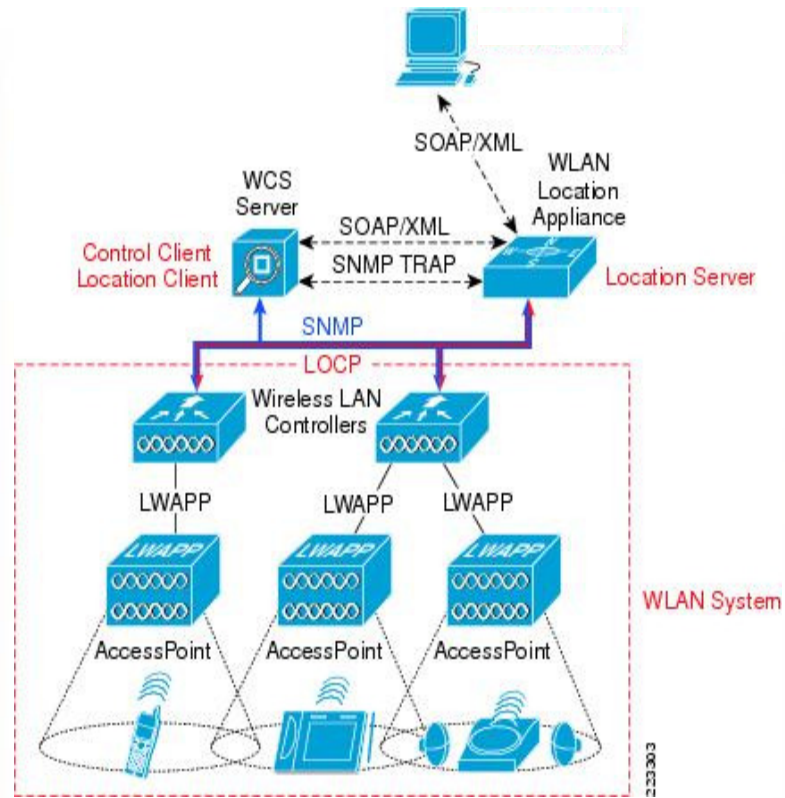 SOAP/XML
WLAN
Location
Appliance
WCS
Server
SOAP/XML
Control Client
Location Client
SNMP TRAP
Location Server
SNMP
LOCP
Wireless LAN
Controllers
LWAPP
LWAPP
LWAPP
LWAPP
LWAPP
LWAPP
WLAN System
AccessPoint
AccessPoint
AccessPoint
223303